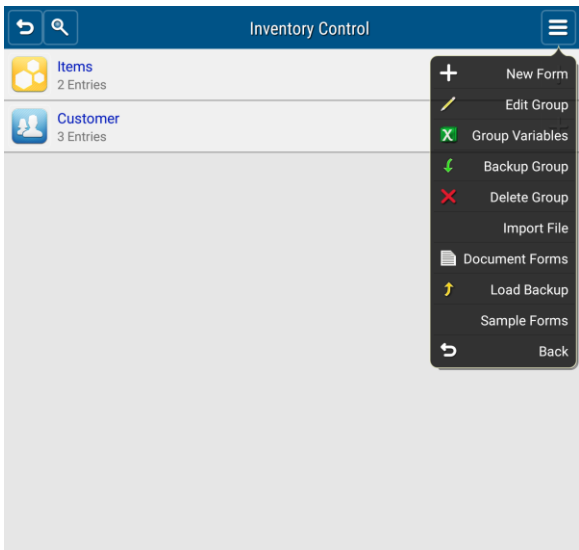 Inventory Control
Items
2 Entries
Customer
3 Entries
New Form
Edit Group
X Group Variables
Backup Group
Delete Group
Import File
Document Forms
Load Backup
Sample Forms
Back